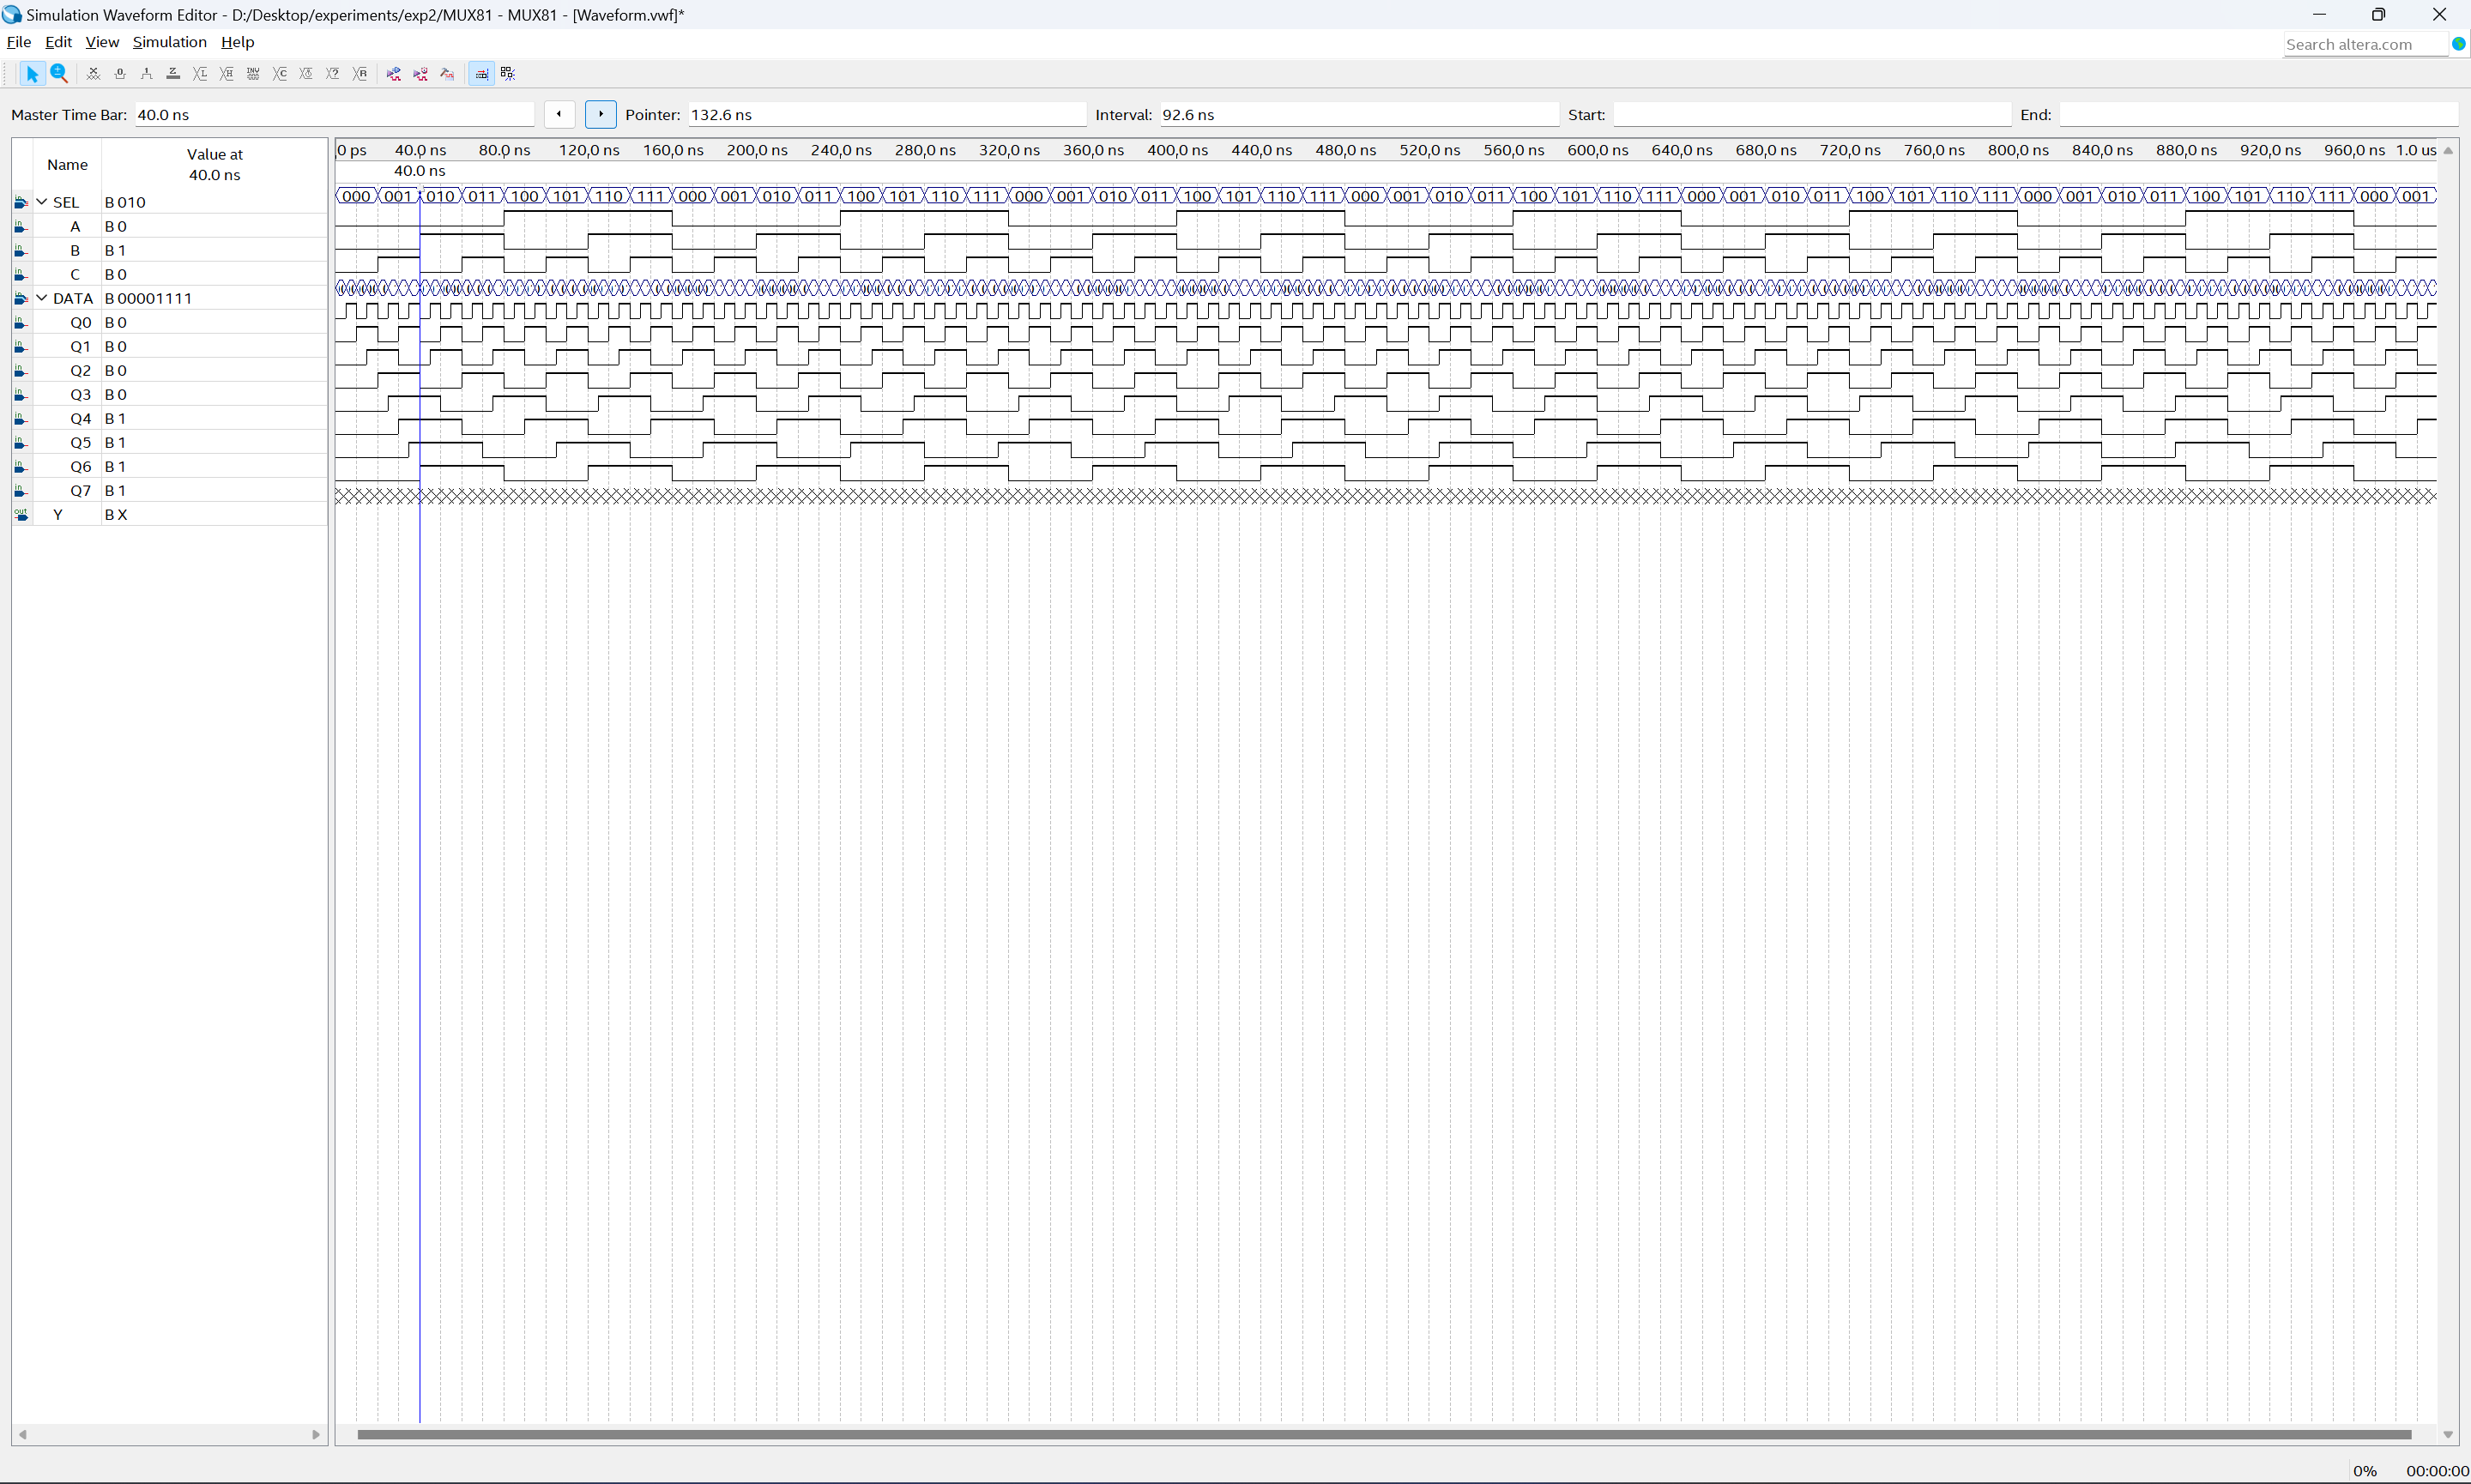 Simulation Waveform Editor - D:/Desktop/experiments/exp2/MUX81 - MUX81 - [Waveform.vwf]*
File Edit View Simulation Help
Search altera.com
Master Time Bar: 40.0 ns Pointer: 132.6 ns Interval: 92.6 ns Start: End:
Name Value at 40.0 ns
0 ps 40.0 ns 80.0 ns 120.0 ns 160.0 ns 200.0 ns 240.0 ns 280.0 ns 320.0 ns 360.0 ns 400.0 ns 440.0 ns 480.0 ns 520.0 ns 560.0 ns 600.0 ns 640.0 ns 680.0 ns 720.0 ns 760.0 ns 800.0 ns 840.0 ns 880.0 ns 920.0 ns 960.0 ns 1.0 us
40.0 ns
SEL B 010 000 001 010 011 100 101 110 111 000 001 010 011 100 101 110 111 000 001 010 011 100 101 110 111 000 001 010 011 100 101 110 111 000 001 010 011 100 101 110 111 000 001 010 011 100 101 110 111 000 001
A B 0
B B 1
C B 0
DATA B 00001111
Q0 B 0
Q1 B 0
Q2 B 0
Q3 B 0
Q4 B 1
Q5 B 1
Q6 B 1
Q7 B 1
Y B X
0% 00:00:00